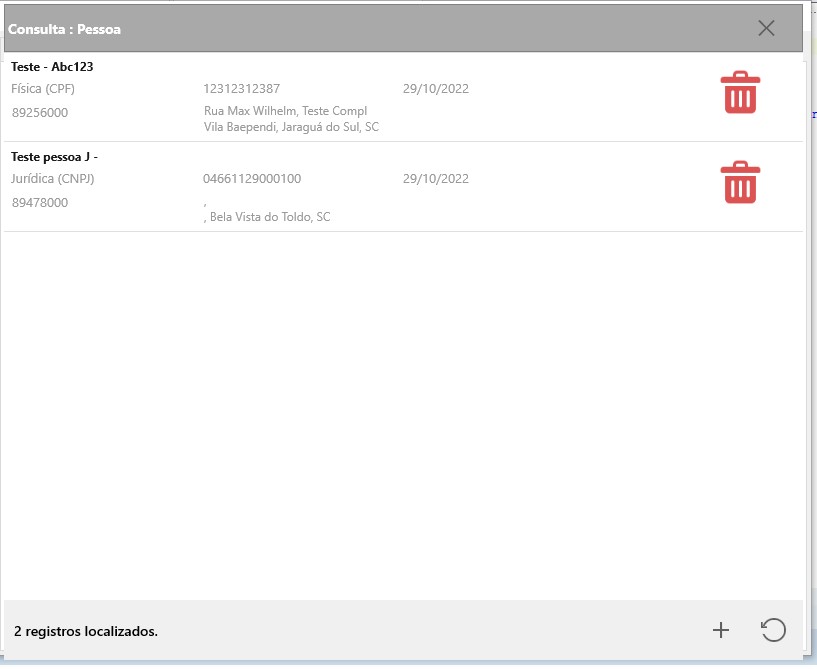 Consulta : Pessoa
Teste - Abc123
Física (CPF) 12312312387 29/10/2022
89256000 Rua Max Wilhelm, Teste Compl
Vila Baependi, Jaraguá do Sul, SC
Teste pessoa J -
Jurídica (CNPJ) 04661129000100 29/10/2022
89478000 ,
, Bela Vista do Toldo, SC
2 registros localizados.